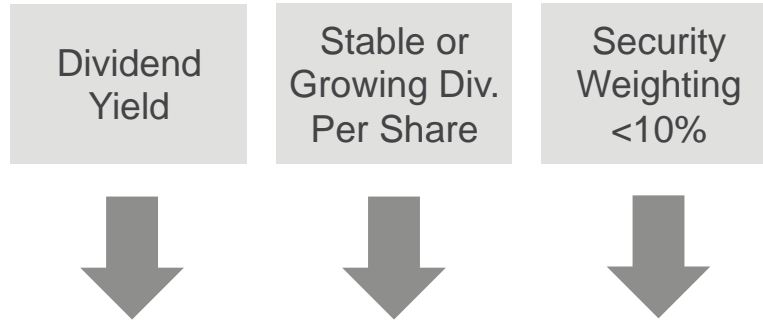 Dividend
Yield
Stable or
Growing Div.
Per Share
Security
Weighting
<10%